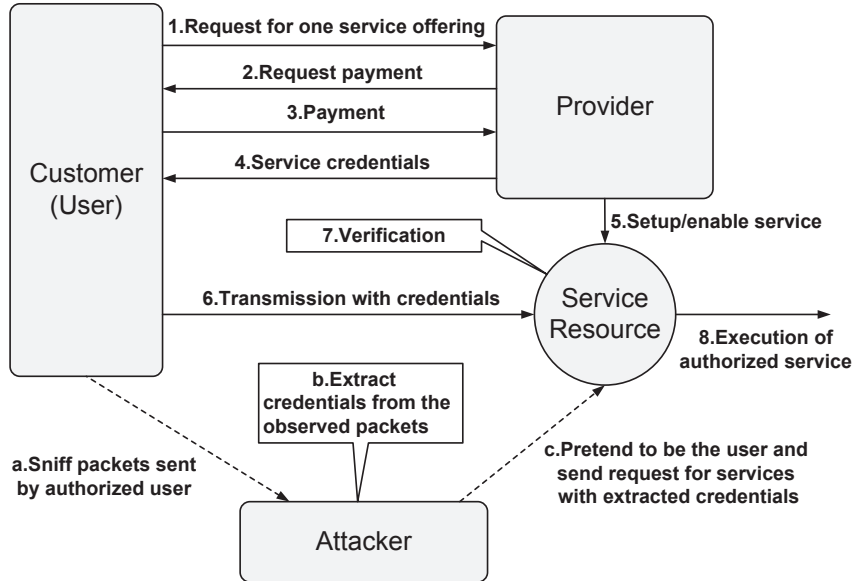 1.Request for one service offering
2.Request payment
3.Payment
4.Service credentials
Customer
(User)
Provider
5.Setup/enable service
7.Verification
6.Transmission with credentials
Service
Resource
8.Execution of
authorized service
b.Extract
credentials from the
observed packets
a.Sniff packets sent
by authorized user
c.Pretend to be the user and
send request for services
with extracted credentials
Attacker